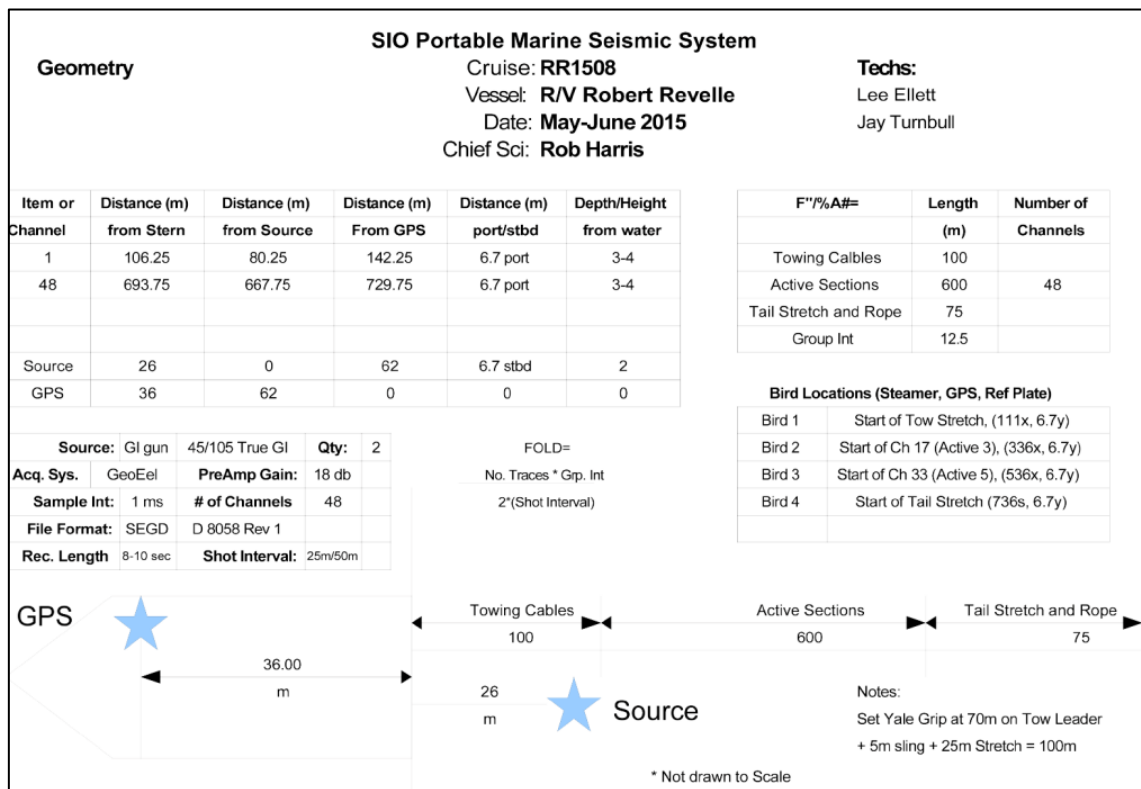 SIO Portable Marine Seismic System
Geometry Cruise: RR1508 Techs:
Vessel: R/V Robert Revelle Lee Ellett
Date: May-June 2015 Jay Turnbull
Chief Sci: Rob Harris
Item or Distance (m) Distance (m) Distance (m) Distance (m) Depth/Height
Channel from Stern from Source From GPS port/stbd from water
1 106.25 80.25 142.25 6.7 port 3-4
48 693.75 667.75 729.75 6.7 port 3-4
Source 26 0 62 6.7 stbd 2
GPS 36 62 0 0 0
F"/%A#= Length Number of
(m) Channels
Towing Calbles 100
Active Sections 600 48
Tail Stretch and Rope 75
Group Int 12.5
Bird Locations (Steamer, GPS, Ref Plate)
Bird 1 Start of Tow Stretch, (111x, 6.7y)
Bird 2 Start of Ch 17 (Active 3), (336x, 6.7y)
Bird 3 Start of Ch 33 (Active 5), (536x, 6.7y)
Bird 4 Start of Tail Stretch (736s, 6.7y)
Source: GI gun 45/105 True GI Qty: 2
Acq. Sys. GeoEel PreAmp Gain: 18 db
Sample Int: 1 ms # of Channels 48
File Format: SEGD D 8058 Rev 1
Rec. Length 8-10 sec Shot Interval: 25m/50m
FOLD=
No. Traces * Grp. Int
2*(Shot Interval)
GPS
Towing Cables Active Sections Tail Stretch and Rope
100 600 75
36.00
m
26
m
Source
Notes:
Set Yale Grip at 70m on Tow Leader
+ 5m sling + 25m Stretch = 100m
* Not drawn to Scale